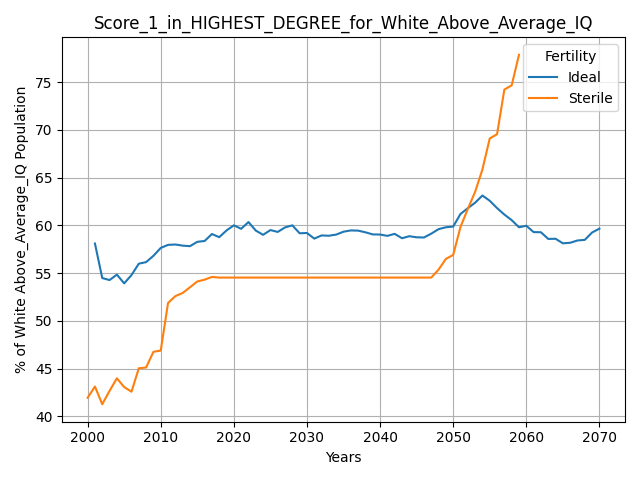 Score_1_in_HIGHEST_DEGREE_for_White_Above_Average_IQ
% of White Above_Average_IQ Population
75
70
65
60
55
50
45
40
Fertility
Ideal
Sterile
2000 2010 2020 2030 2040 2050 2060 2070
Years